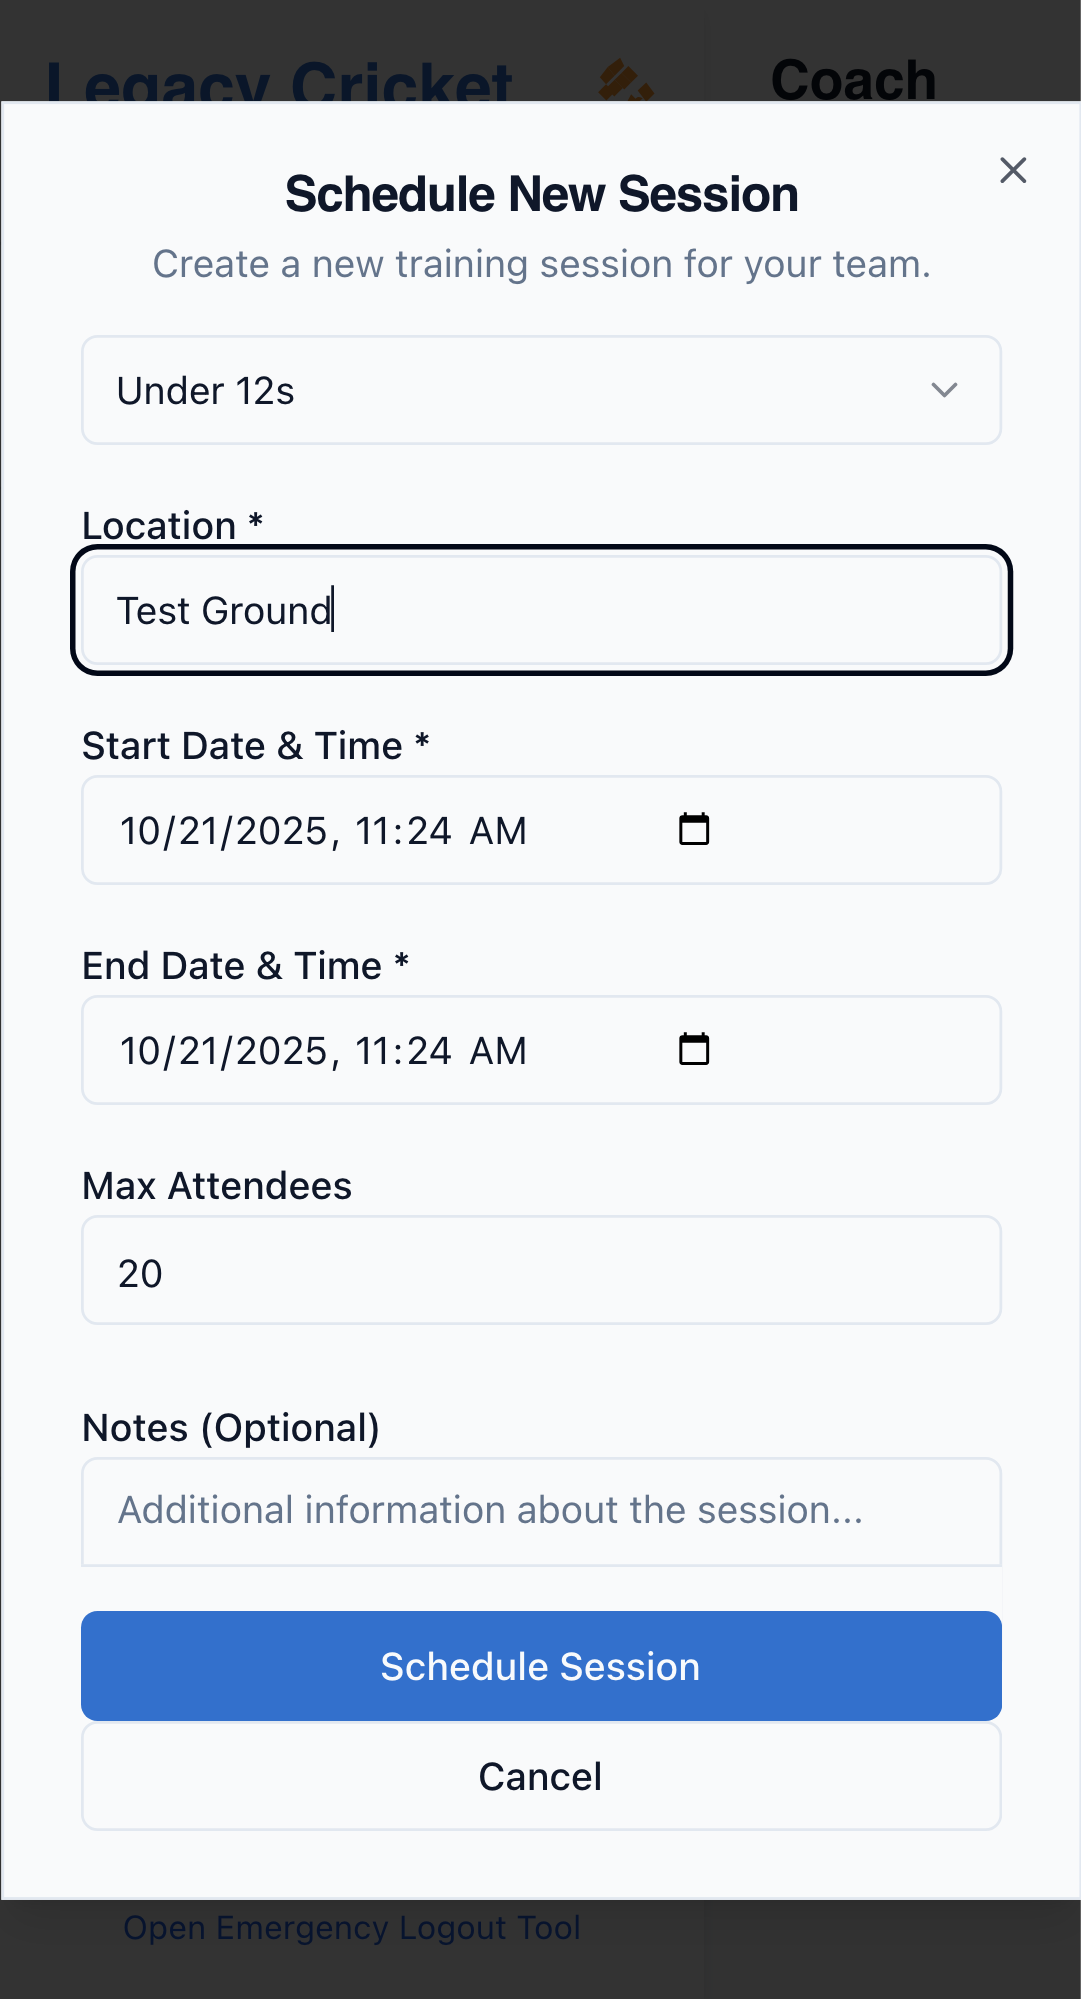 Legacy Cricket
Coach
Schedule New Session
Create a new training session for your team.
Under 12s
Location *
Test Ground
Start Date & Time *
10/21/2025, 11:24 AM
End Date & Time *
10/21/2025, 11:24 AM
Max Attendees
20
Notes (Optional)
Additional information about the session...
Schedule Session
Cancel
Open Emergency Logout Tool